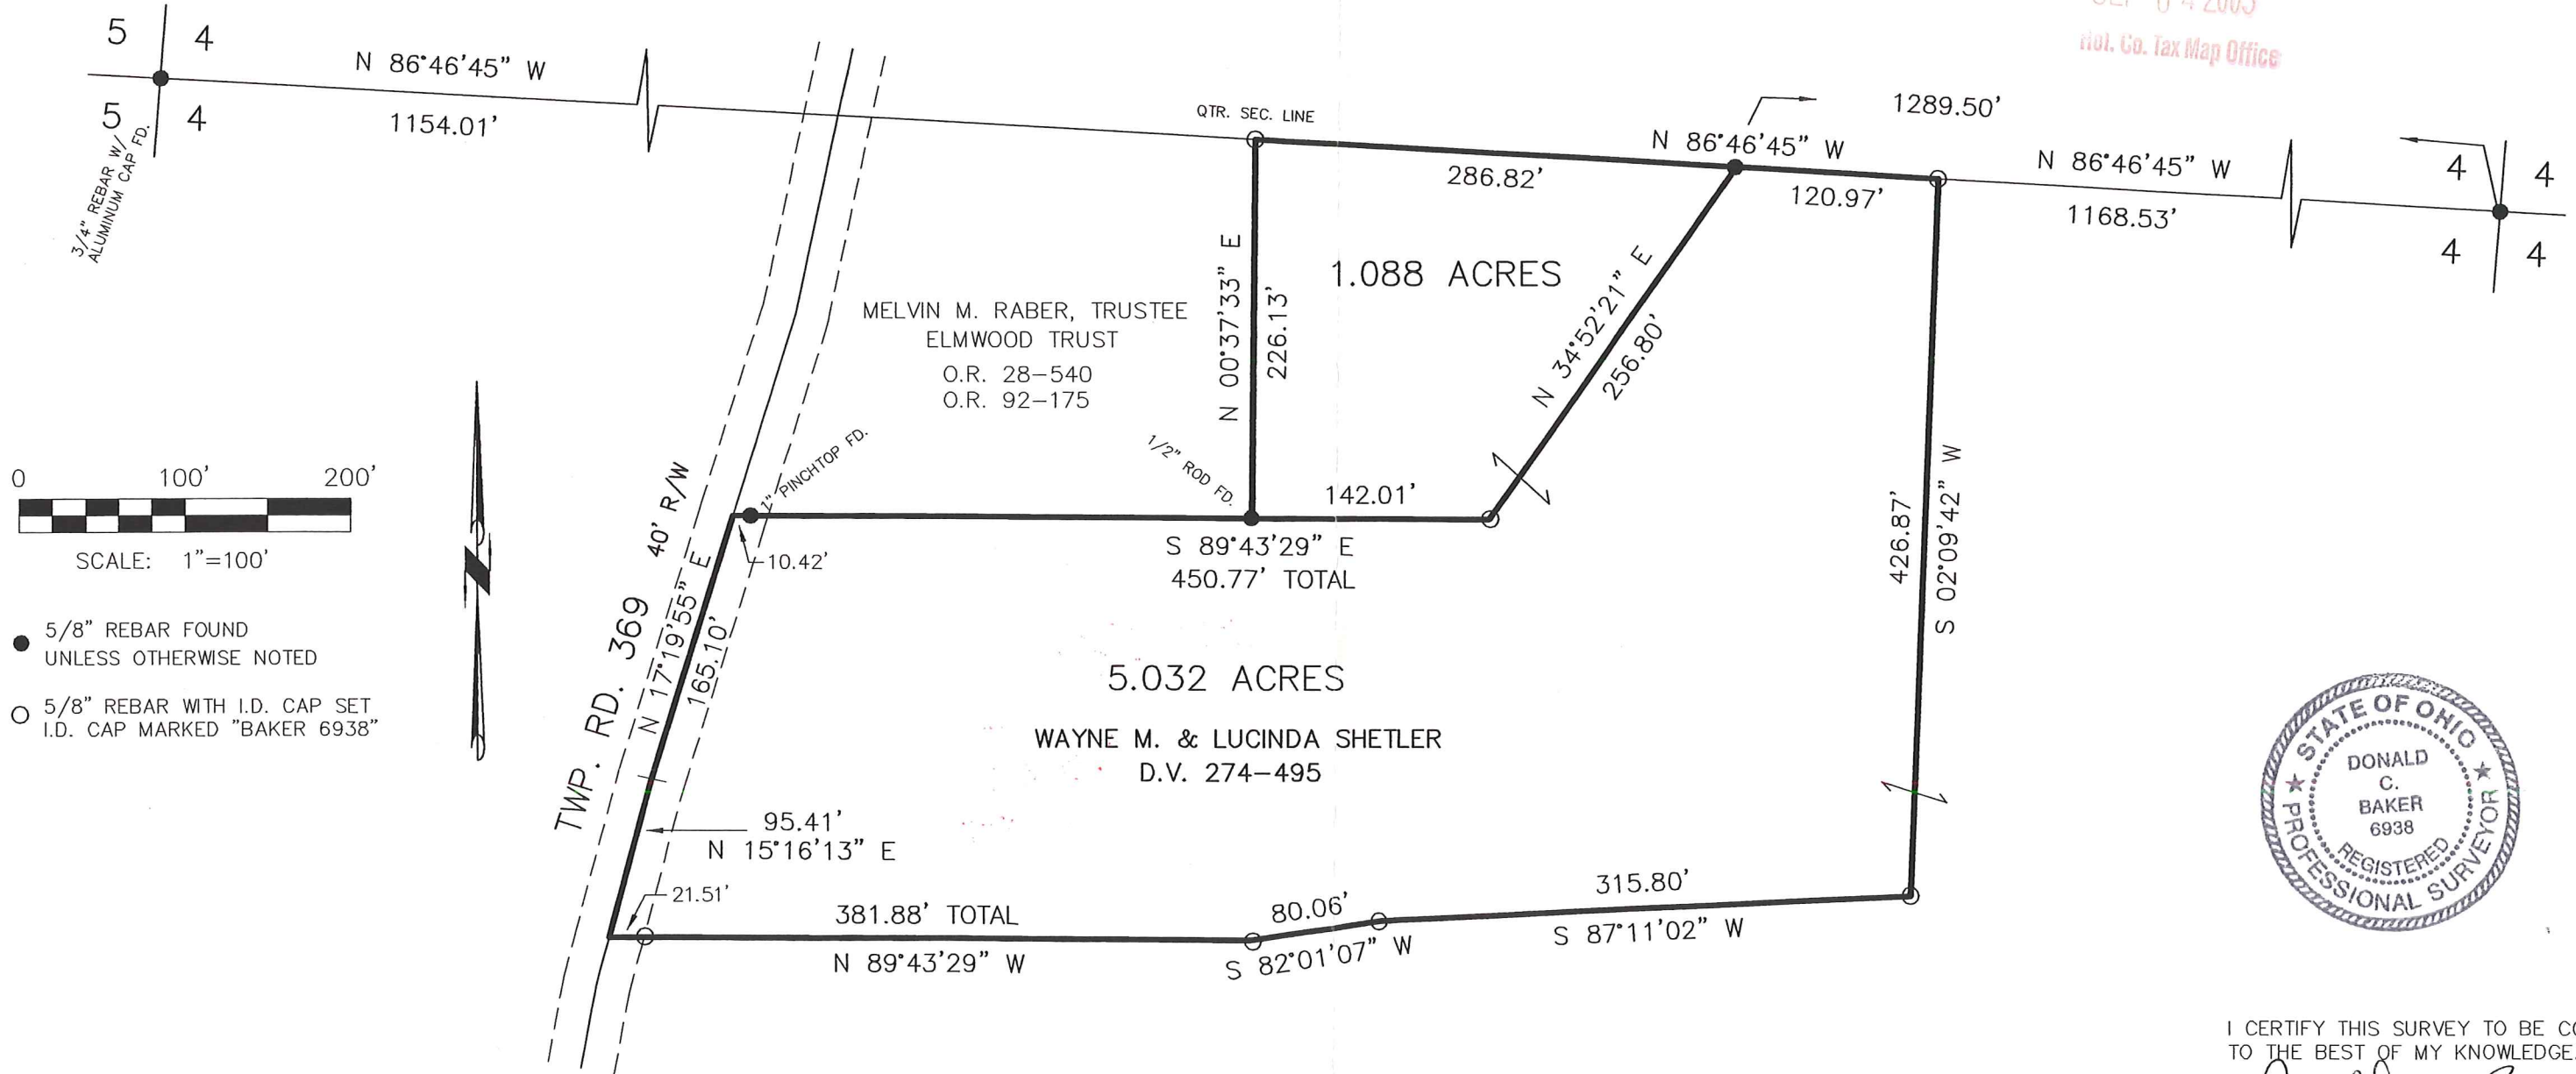 5 4
N 86°46'45" W
5 4
1154.01'
3/4" REBAR W/
ALUMINUM CAP FD.
2003
Hol. Co. Tax Map Office
QTR. SEC. LINE
1289.50'
N 86°46'45" W
286.82'
120.97'
N 86°46'45" W
1168.53'
4 4
4 4
1.088 ACRES
N 00°37'33" E
226.13'
N 34°52'21" E
256.80'
MELVIN M. RABER, TRUSTEE
ELMWOOD TRUST
O.R. 28-540
O.R. 92-175
1" PINCHTOP FD.
1/2" ROD FD.
142.01'
S 89°43'29" E
450.77' TOTAL
10.42'
426.87'
S 02°09'42" W
0 100' 200'
SCALE: 1"=100'
5/8" REBAR FOUND
UNLESS OTHERWISE NOTED
5/8" REBAR WITH I.D. CAP SET
I.D. CAP MARKED "BAKER 6938"
TWP. RD. 369 40' R/W
N 17°19'55" E
165.10'
5.032 ACRES
WAYNE M. & LUCINDA SHETLER
D.V. 274-495
95.41'
N 15°16'13" E
21.51'
381.88' TOTAL
N 89°43'29" W
80.06'
S 82°01'07" W
315.80'
S 87°11'02" W
STATE OF OHIO
DONALD
C.
BAKER
6938
REGISTERED
PROFESSIONAL SURVEYOR
I CERTIFY THIS SURVEY TO BE
TO THE BEST OF MY KNOWLEDGE.